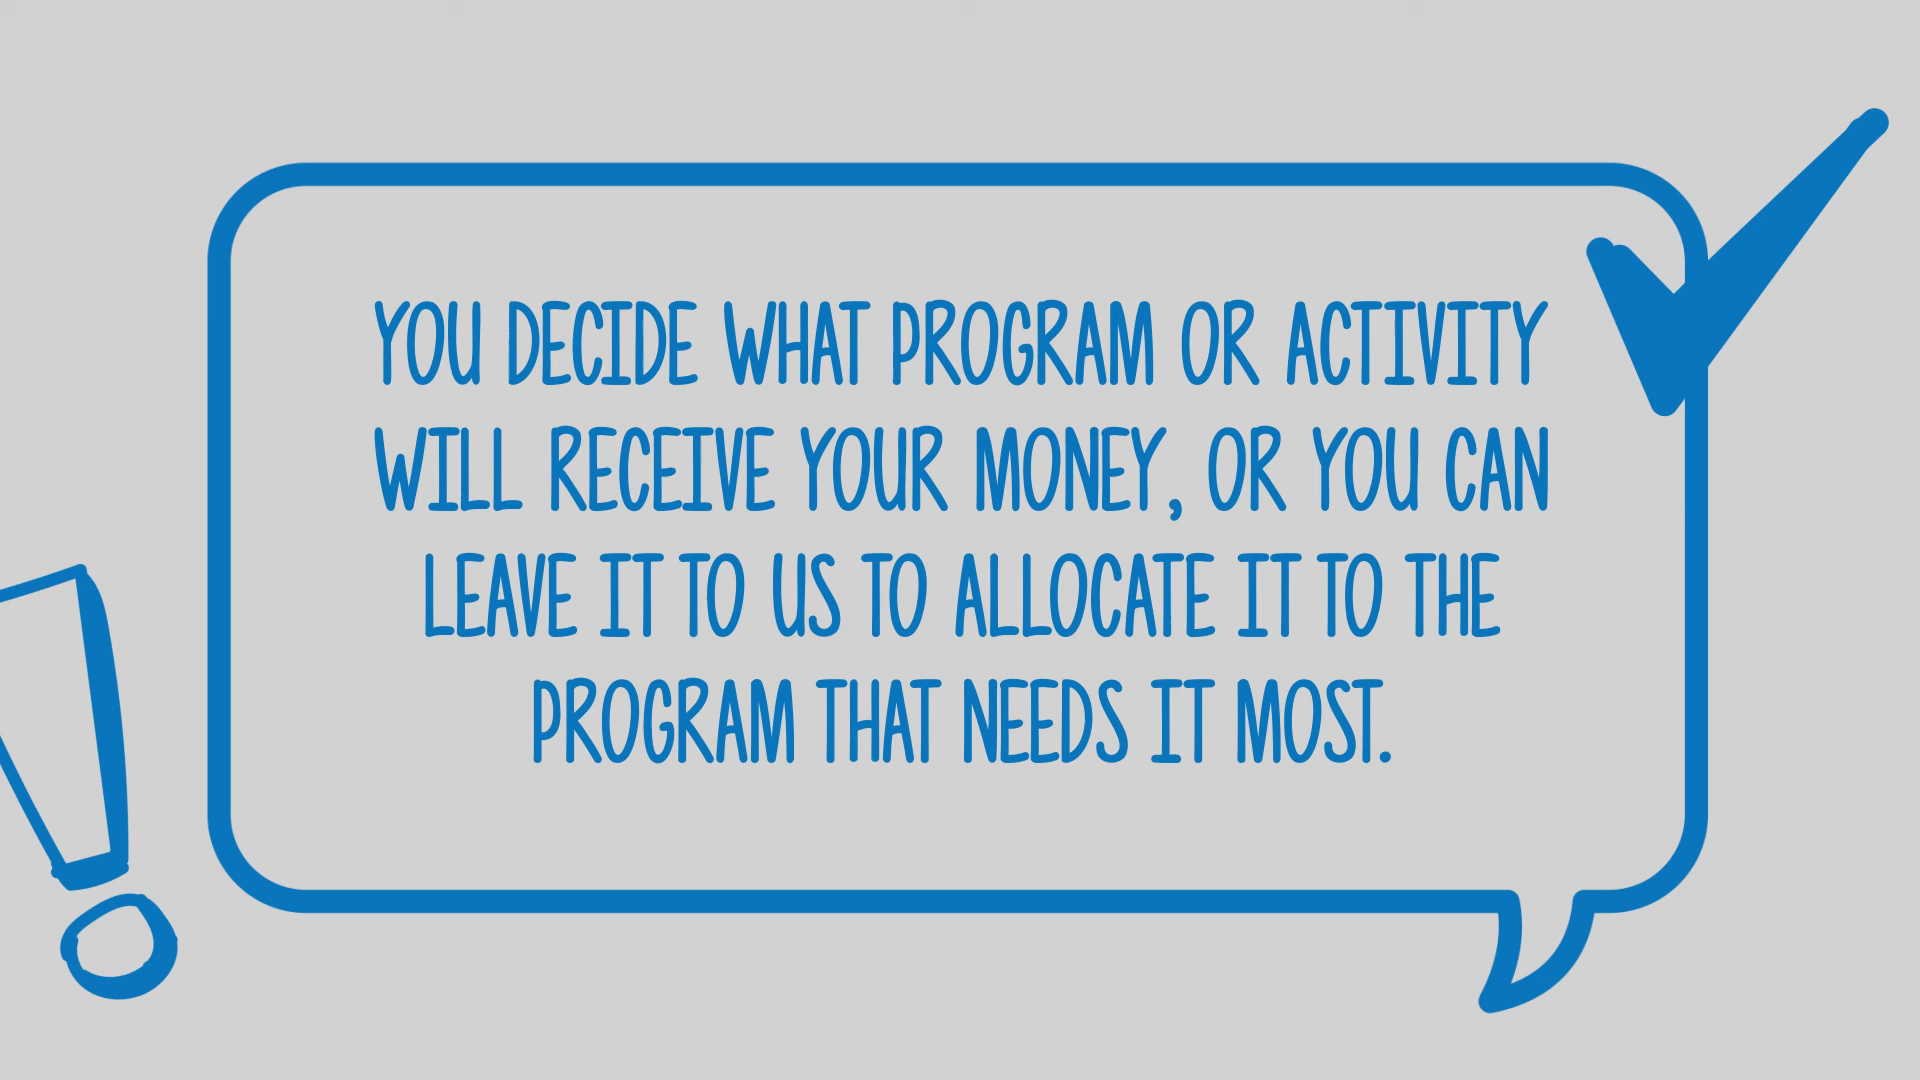 YOU DECIDE WHAT PROGRAM OR ACTIVITY
WILL RECEIVE YOUR MONEY, OR YOU CAN
LEAVE IT TO US TO ALLOCATE IT TO THE
PROGRAM THAT NEEDS IT MOST.